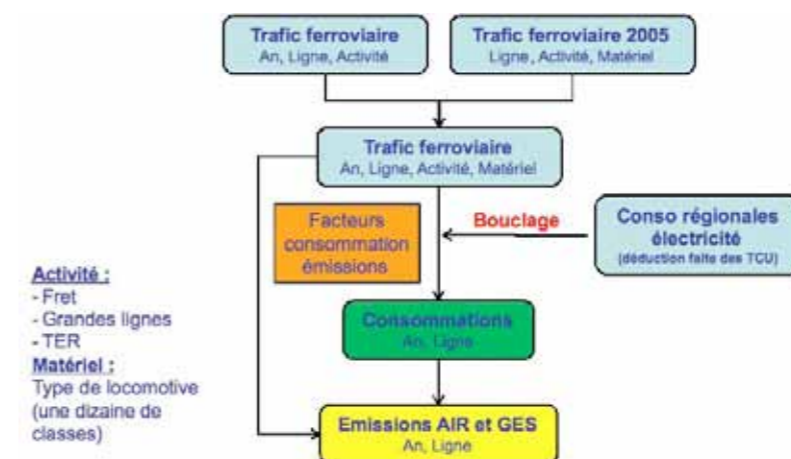 Trafic ferroviaire
An, Ligne, Activité
Trafic ferroviaire 2005
Ligne, Activité, Matériel
Trafic ferroviaire
An, Ligne, Activité, Matériel
Facteurs
consommation
émissions
Bouclage
Conso régionales
électricité
(déduction faite des TCU)
Activité :
- Fret
- Grandes lignes
- TER
Matériel :
Type de locomotive
(une dizaine de
classes)
Consommations
An, Ligne
Emissions AIR et GES
An, Ligne